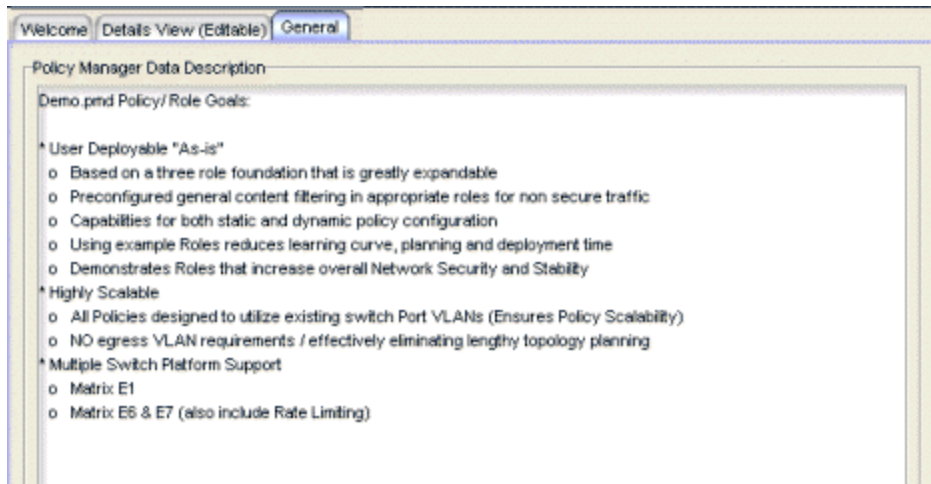 Welcome Details View (Editable) General
Policy Manager Data Description
Demo.pmd Policy/Role Goals:
* User Deployable "As-is"
o Based on a three role foundation that is greatly expandable
o Preconfigured general content filtering in appropriate roles for non secure traffic
o Capabilities for both static and dynamic policy configuration
o Using example Roles reduces learning curve, planning and deployment time
o Demonstrates Roles that increase overall Network Security and Stability
* Highly Scalable
o All Policies designed to utilize existing switch Port VLANs (Ensures Policy Scalability)
o NO egress VLAN requirements / effectively eliminating lengthy topology planning
* Multiple Switch Platform Support
o Matrix E1
o Matrix E6 & E7 (also include Rate Limiting)